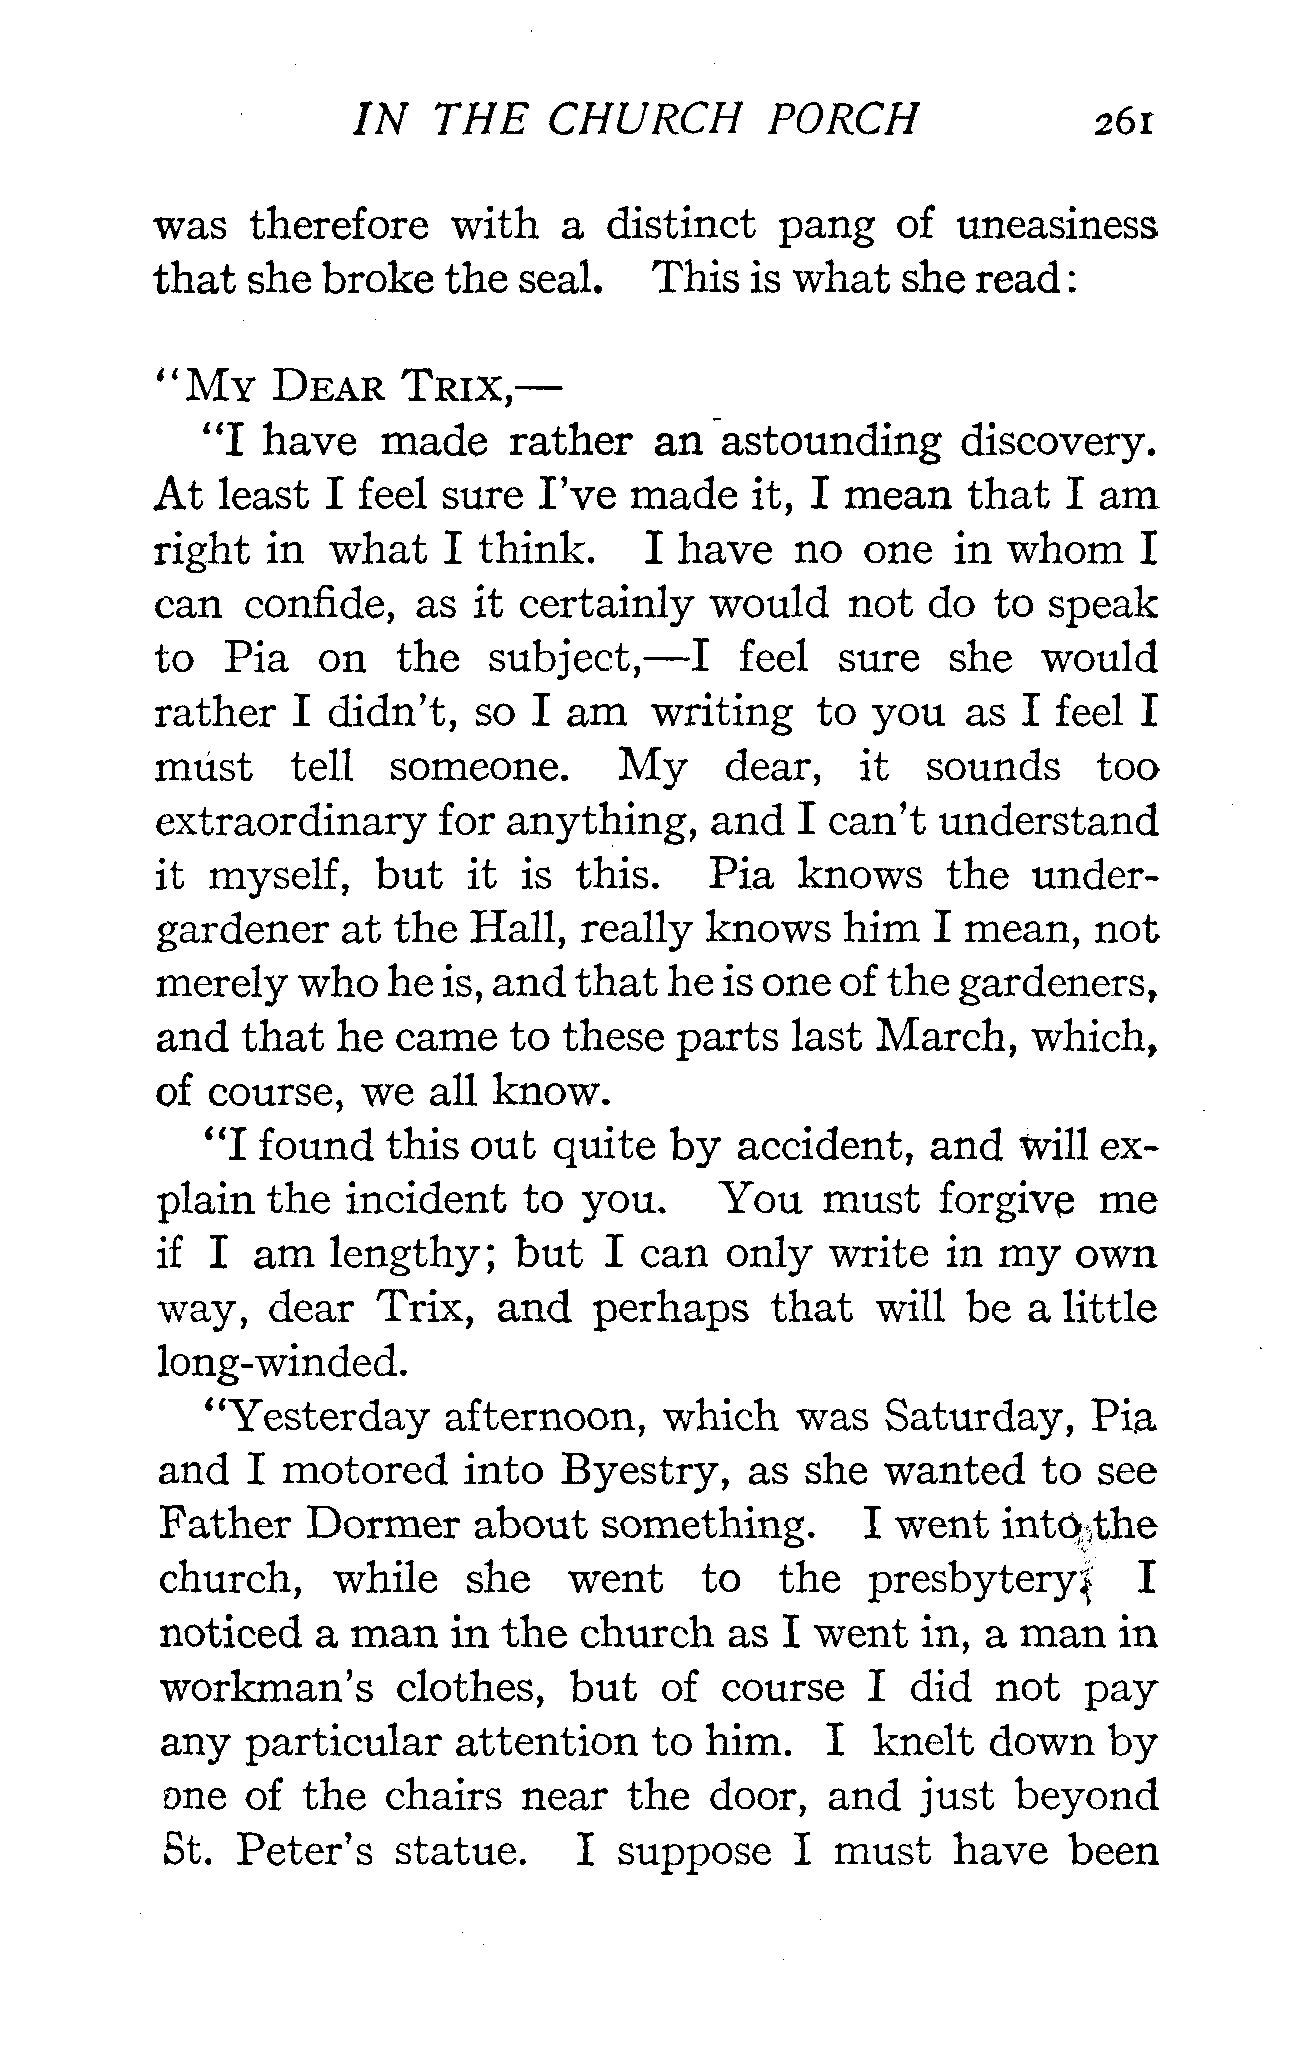 IN THE CHURCH PORCH 261
was therefore with a distinct pang of uneasiness
that she broke the seal. This is what she read:
"MY DEAR TRIX,—
"I have made rather an astounding discovery.
At least I feel sure I've made it, I mean that I am
right in what I think. I have no one in whom I
can confide, as it certainly would not do to speak
to Pia on the subject,—I feel sure she would
rather I didn't, so I am writing to you as I feel I
must tell someone. My dear, it sounds too
extraordinary for anything, and I can't understand
it myself, but it is this. Pia knows the under-
gardener at the Hall, really knows him I mean, not
merely who he is, and that he is one of the gardeners,
and that he came to these parts last March, which,
of course, we all know.
"I found this out quite by accident, and will ex-
plain the incident to you. You must forgive me
if I am lengthy; but I can only write in my own
way, dear Trix, and perhaps that will be a little
long-winded.
"Yesterday afternoon, which was Saturday, Pia
and I motored into Byestry, as she wanted to see
Father Dormer about something. I went into the
church, while she went to the presbytery. I
noticed a man in the church as I went in, a man in
workman's clothes, but of course I did not pay
any particular attention to him. I knelt down by
one of the chairs near the door, and just beyond
St. Peter's statue. I suppose I must have been